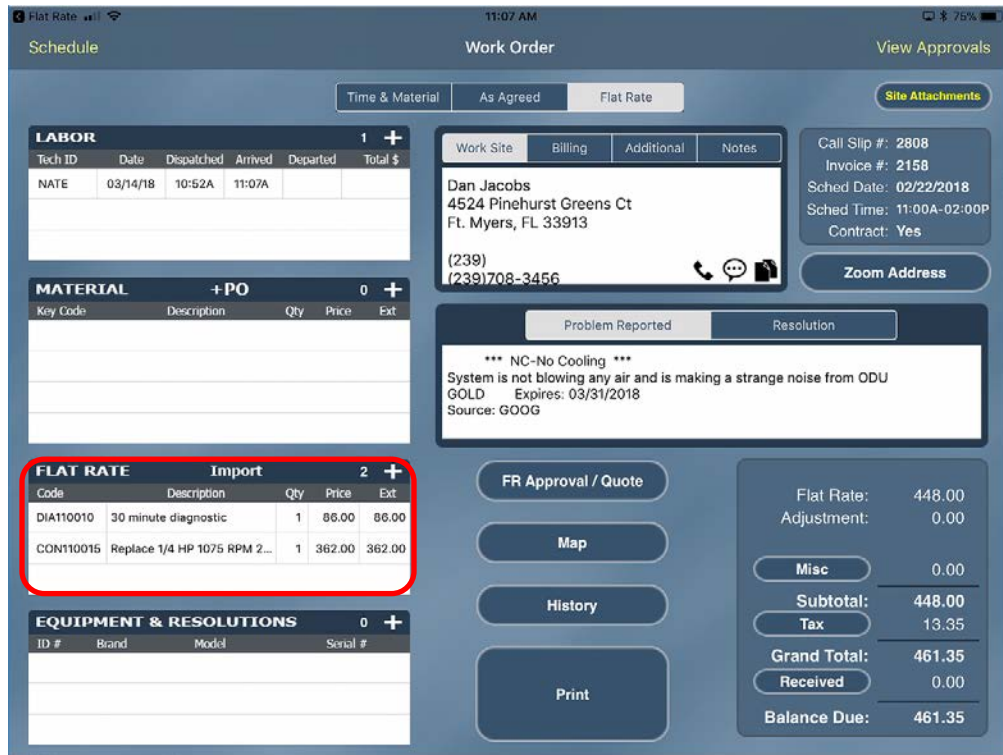 Flat Rate
11:07 AM
75%
Schedule
Work Order
View Approvals
Time & Material As Agreed Flat Rate
Site Attachments
LABOR 1 +
Tech ID Date Dispatched Arrived Departed Total $
NATE 03/14/18 10:52A 11:07A
MATERIAL +PO 0 +
Key Code Description Qty Price Ext
FLAT RATE Import 2 +
Code Description Qty Price Ext
DIA110010 30 minute diagnostic 1 86.00 86.00
CON110015 Replace 1/4 HP 1075 RPM 2... 1 362.00 362.00
EQUIPMENT & RESOLUTIONS 0 +
ID # Brand Model Serial #
Work Site Billing Additional Notes
Dan Jacobs
4524 Pinehurst Greens Ct
Ft. Myers, FL 33913
(239)
(239)708-3456
Call Slip #: 2808
Invoice #: 2158
Sched Date: 02/22/2018
Sched Time: 11:00A-02:00P
Contract: Yes
Zoom Address
Problem Reported Resolution
*** NC-No Cooling ***
System is not blowing any air and is making a strange noise from ODU
GOLD Expires: 03/31/2018
Source: GOOG
FR Approval / Quote
Map
History
Print
Flat Rate: 448.00
Adjustment: 0.00
Misc 0.00
Subtotal: 448.00
Tax 13.35
Grand Total: 461.35
Received 0.00
Balance Due: 461.35